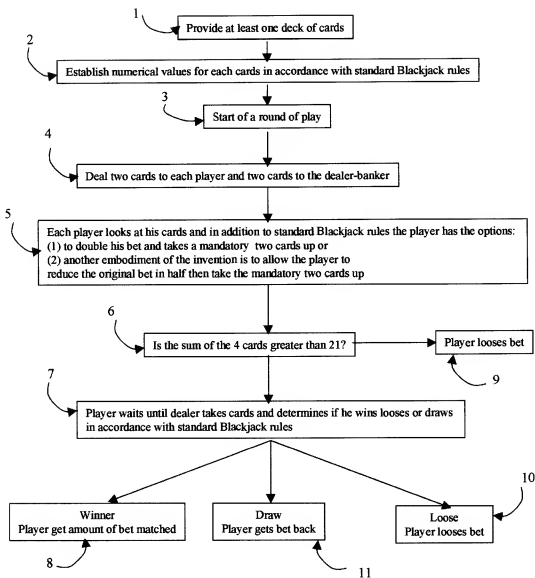 1
Provide at least one deck of cards
2
Establish numerical values for each cards in accordance with standard Blackjack rules
3
Start of a round of play
4
Deal two cards to each player and two cards to the dealer-banker
5
Each player looks at his cards and in addition to standard Blackjack rules the player has the options:
(1) to double his bet and takes a mandatory two cards up or
(2) another embodiment of the invention is to allow the player to
reduce the original bet in half then take the mandatory two cards up
6
Is the sum of the 4 cards greater than 21?
Player looses bet
9
7
Player waits until dealer takes cards and determines if he wins looses or draws
in accordance with standard Blackjack rules
Winner
Player get amount of bet matched
8
Draw
Player gets bet back
11
10
Loose
Player looses bet